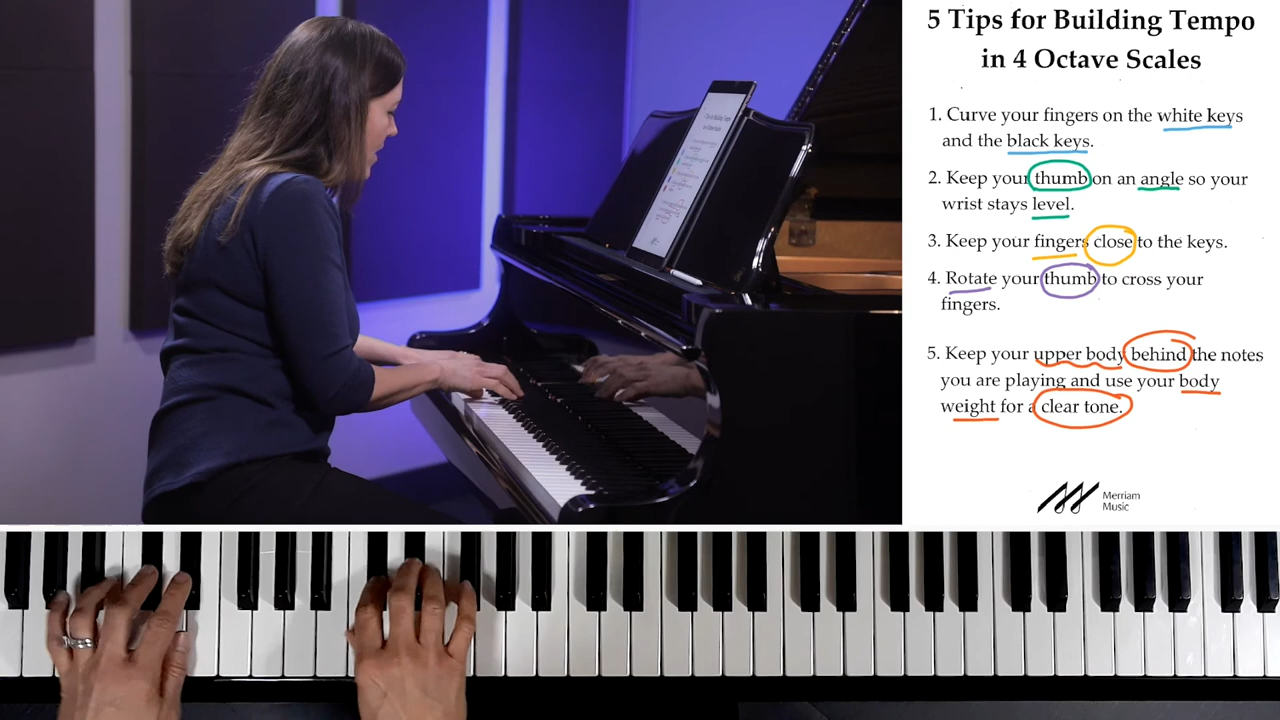 5 Tips for Building Tempo
in 4 Octave Scales
1. Curve your fingers on the white keys
and the black keys.
2. Keep your thumb on an angle so your
wrist stays level.
3. Keep your fingers close to the keys.
4. Rotate your thumb to cross your
fingers.
5. Keep your upper body behind the notes
you are playing and use your body
weight for a clear tone.
Merriam
Music